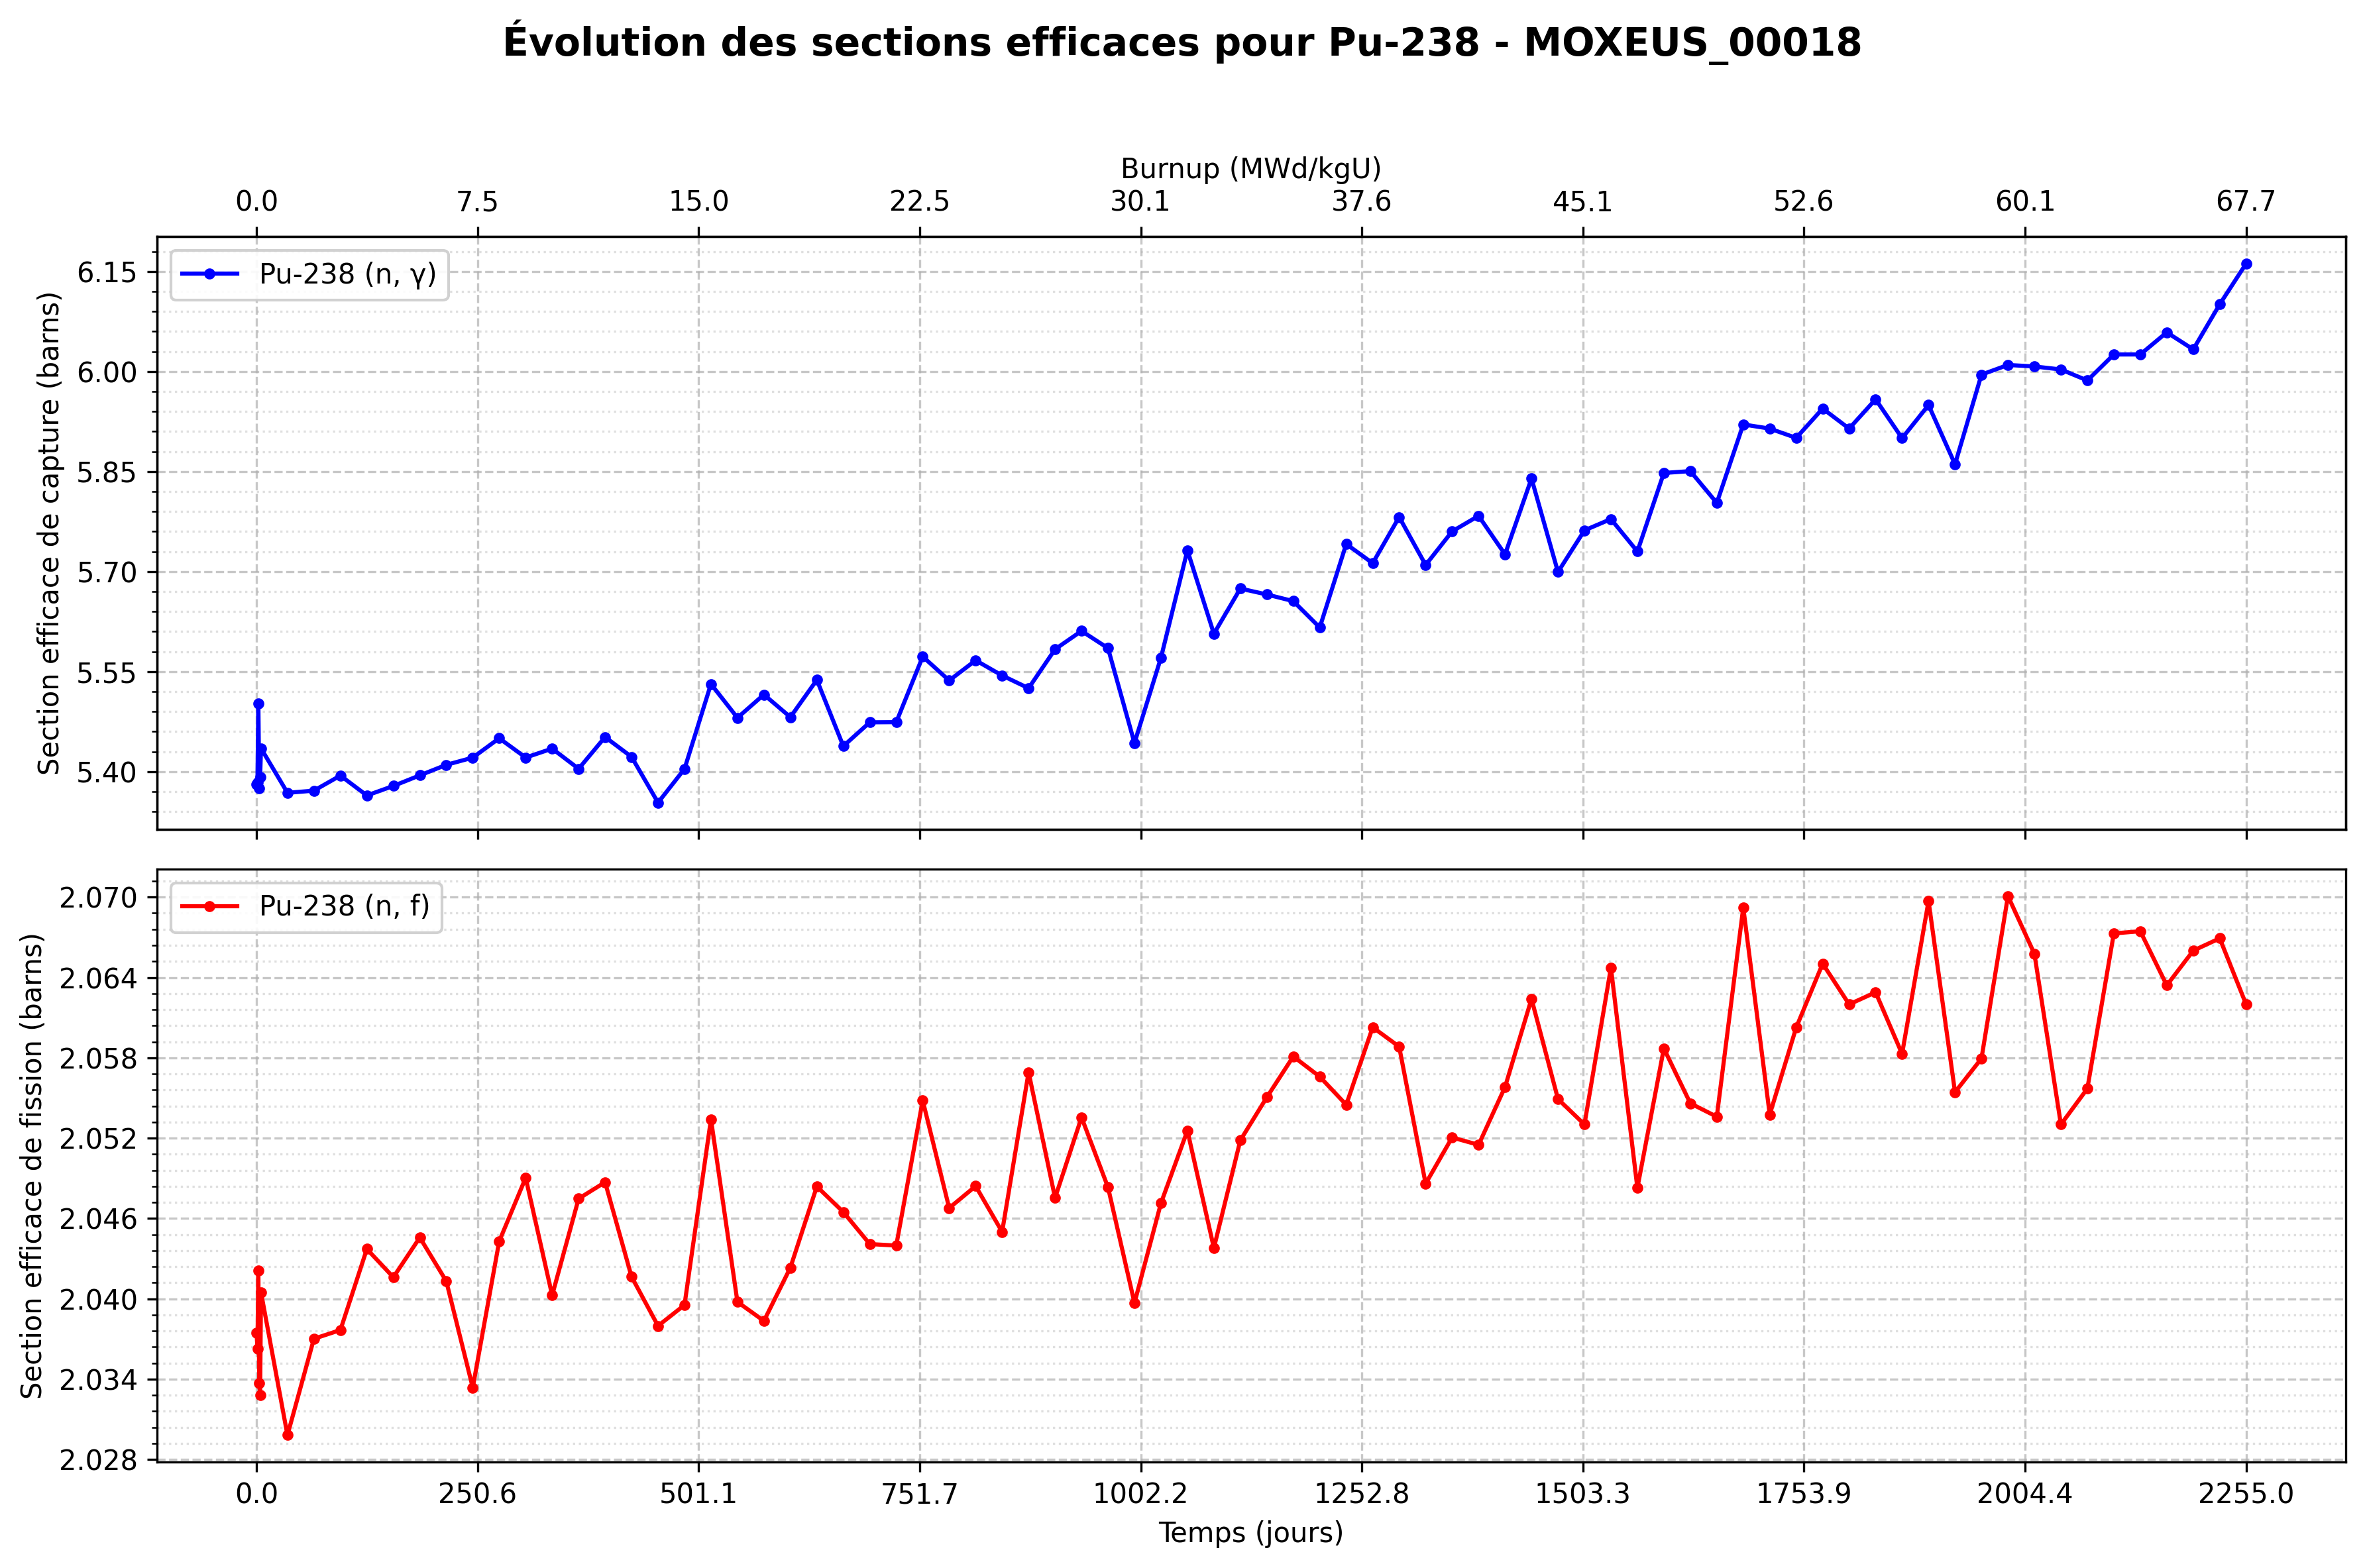 Évolution des sections efficaces pour Pu-238 - MOXEUS_00018
Burnup (MWd/kgU)
0.0 7.5 15.0 22.5 30.1 37.6 45.1 52.6 60.1 67.7
Pu-238 (n, γ)
Section efficace de capture (barns)
6.15
6.00
5.85
5.70
5.55
5.40
Pu-238 (n, f)
Section efficace de fission (barns)
2.070
2.064
2.058
2.052
2.046
2.040
2.034
2.028
0.0 250.6 501.1 751.7 1002.2 1252.8 1503.3 1753.9 2004.4 2255.0
Temps (jours)